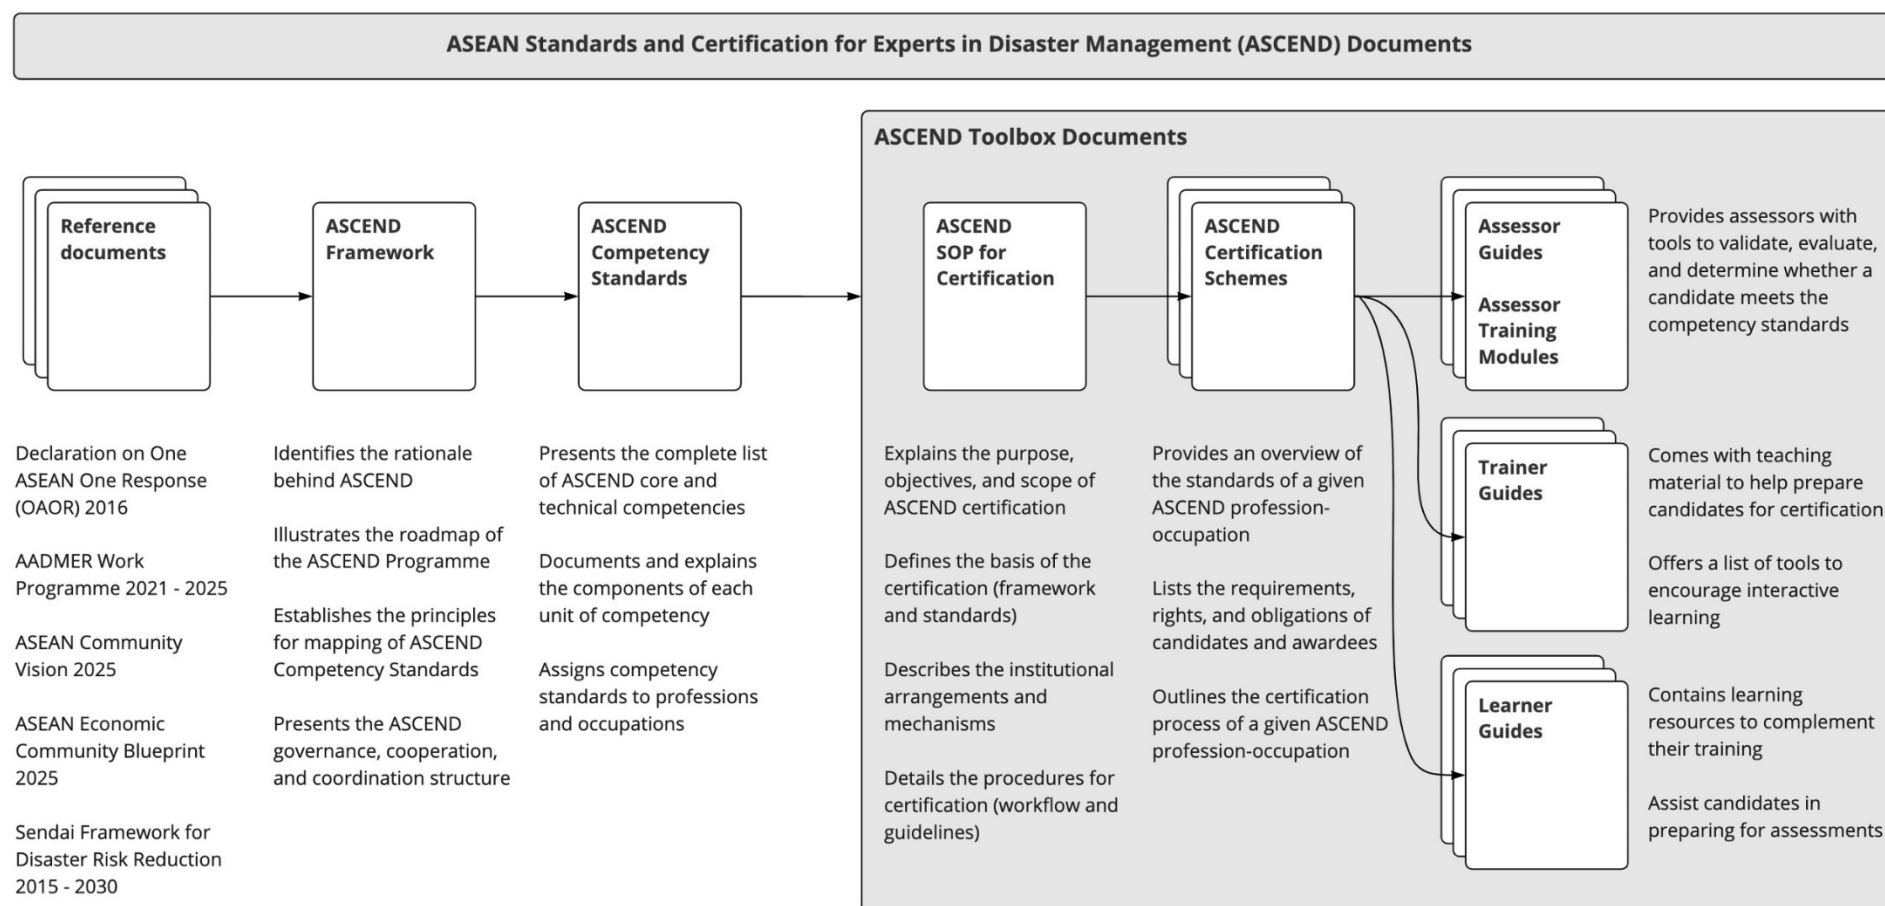 ASEAN Standards and Certification for Experts in Disaster Management (ASCEND) Documents
ASCEND Toolbox Documents
Reference
documents
ASCEND
Framework
ASCEND
Competency
Standards
ASCEND
SOP for
Certification
ASCEND
Certification
Schemes
Assessor
Guides
Assessor
Training
Modules
Provides assessors with
tools to validate, evaluate,
and determine whether a
candidate meets the
competency standards
Declaration on One
ASEAN One Response
(OAOR) 2016
AADMER Work
Programme 2021 - 2025
ASEAN Community
Vision 2025
ASEAN Economic
Community Blueprint
2025
Sendai Framework for
Disaster Risk Reduction
2015 - 2030
Identifies the rationale
behind ASCEND
Illustrates the roadmap of
the ASCEND Programme
Establishes the principles
for mapping of ASCEND
Competency Standards
Presents the ASCEND
governance, cooperation,
and coordination structure
Presents the complete list
of ASCEND core and
technical competencies
Documents and explains
the components of each
unit of competency
Assigns competency
standards to professions
and occupations
Explains the purpose,
objectives, and scope of
ASCEND certification
Defines the basis of the
certification (framework
and standards)
Describes the institutional
arrangements and
mechanisms
Details the procedures for
certification (workflow and
guidelines)
Provides an overview of
the standards of a given
ASCEND profession-
occupation
Lists the requirements,
rights, and obligations of
candidates and awardees
Outlines the certification
process of a given ASCEND
profession-occupation
Trainer
Guides
Comes with teaching
material to help prepare
candidates for certification
Offers a list of tools to
encourage interactive
learning
Learner
Guides
Contains learning
resources to complement
their training
Assist candidates in
preparing for assessments